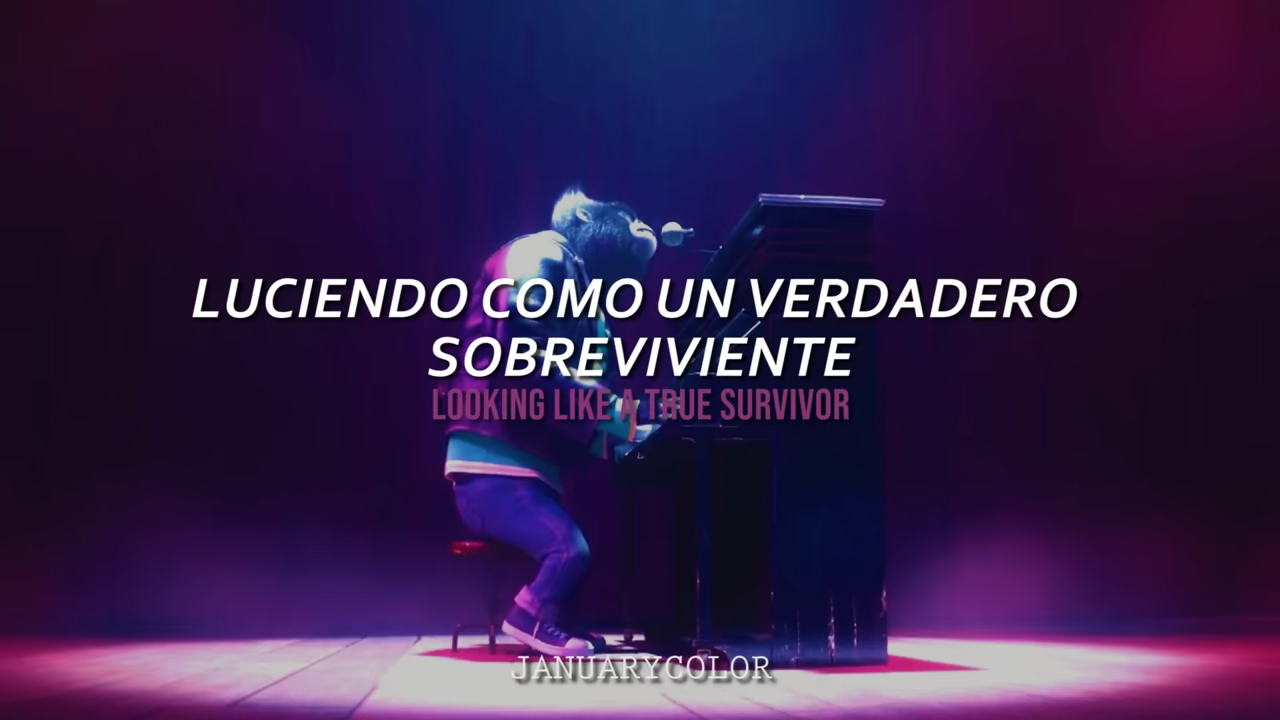 LUCIENDO COMO UN VERDADERO
SOBREVIVIENTE
LOOKING LIKE A TRUE SURVIVOR
JANUARYCOLOR